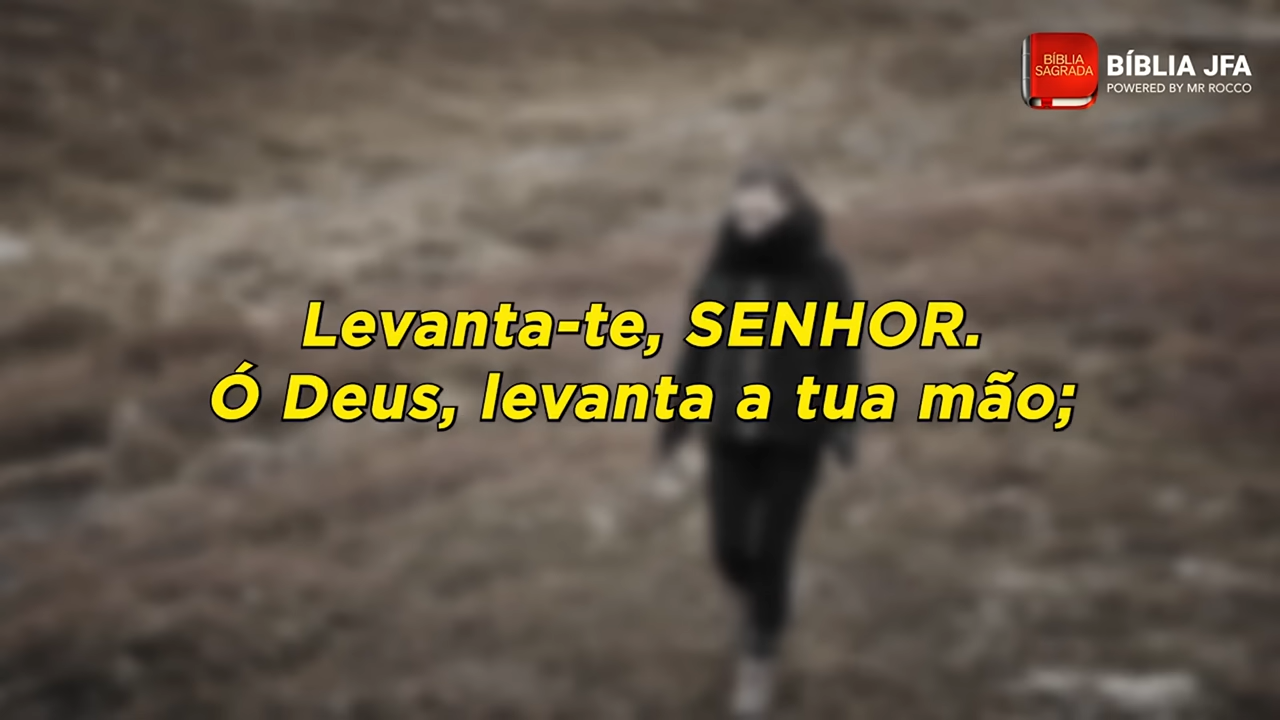 BÍBLIA
SAGRADA
BÍBLIA JFA
POWERED BY MR ROCCO
Levanta-te, SENHOR.
Ó Deus, levanta a tua mão;